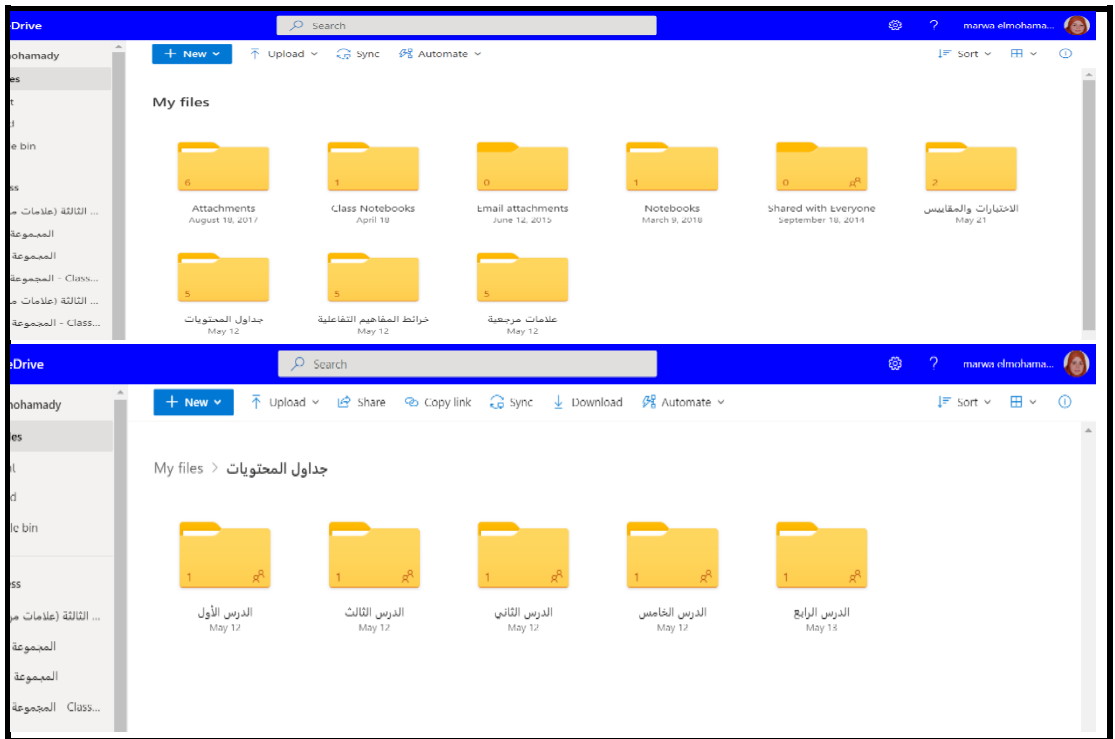 Drive Search ? marwa elmohama...
ohamady + New Upload Sync Automate Sort
es
My files
e bin
6 1 0 1 0 2
Attachments Class Notebooks Email attachments Notebooks Shared with Everyone الاختبارات والمقاييس
August 18, 2017 April 18 June 12, 2015 March 9, 2018 September 18, 2014 May 21
ss
... الثالثة (علامات مر
المجموعة
المجموعة
المجموعة - Class...
... الثالثة (علامات مر
المجموعة - Class...
5 5 5
جداول المحتويات خرائط المفاهيم التفاعلية علامات مرجعية
May 12 May 12 May 12
eDrive Search ? marwa elmohama...
ohamady + New Upload Share Copy link Sync Download Automate Sort
es
d
le bin
My files > جداول المحتويات
1 1 1 1 1
الدرس الأول الدرس الثالث الدرس الثاني الدرس الخامس الدرس الرابع
May 12 May 12 May 12 May 12 May 13
ess
... الثالثة (علامات مر
المجموعة
المجموعة
المجموعة Class...